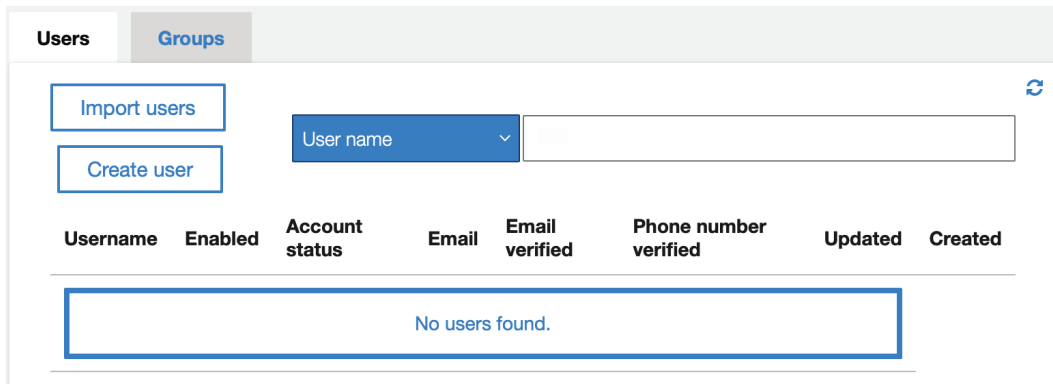 Users Groups
Import users
User name
Create user
Username Enabled Account status Email Email verified Phone number verified Updated Created
No users found.